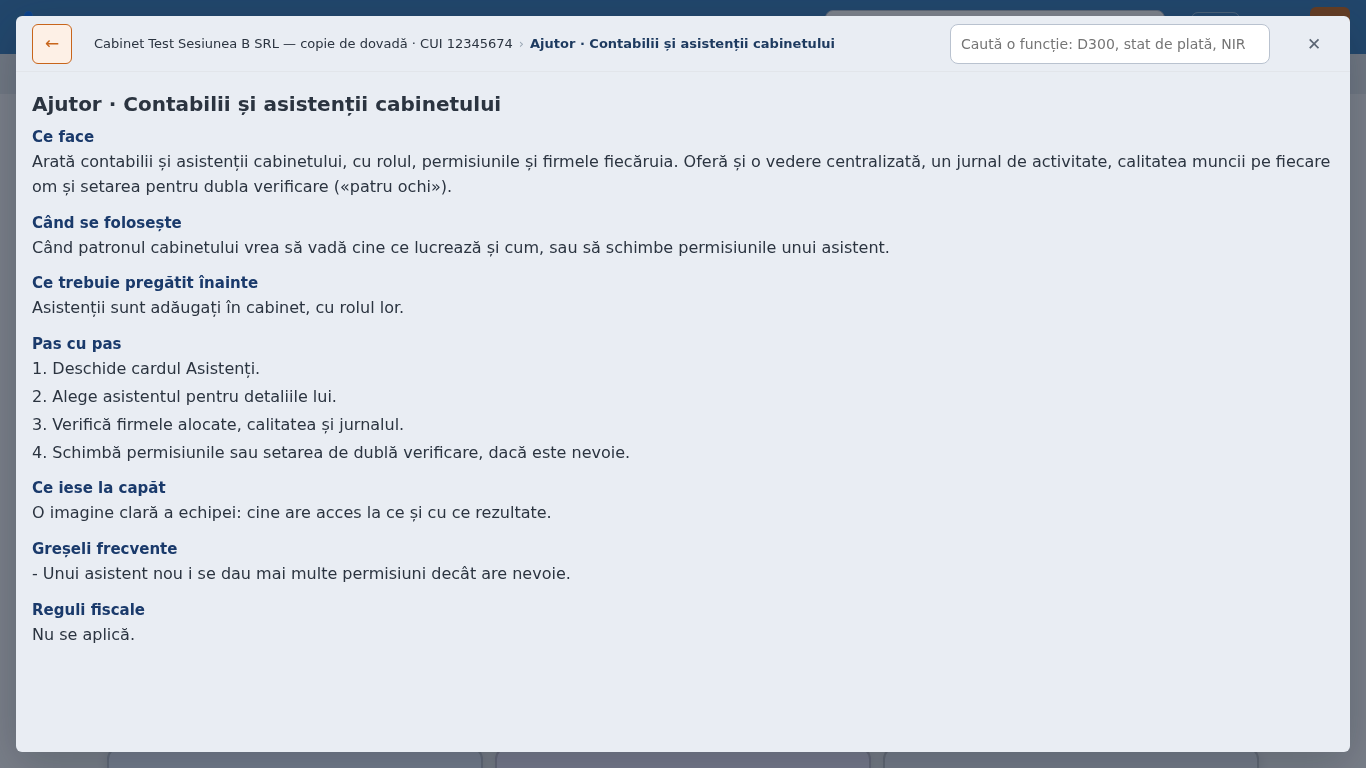 ←
Cabinet Test Sesiunea B SRL — copie de dovadă · CUI 12345674 › Ajutor · Contabilii și asistenții cabinetului
Caută o funcție: D300, stat de plată, NIR
✕
Ajutor · Contabilii și asistenții cabinetului
Ce face
Arată contabilii și asistenții cabinetului, cu rolul, permisiunile și firmele fiecăruia. Oferă și o vedere centralizată, un jurnal de activitate, calitatea muncii pe fiecare
om și setarea pentru dubla verificare («patru ochi»).
Când se folosește
Când patronul cabinetului vrea să vadă cine ce lucrează și cum, sau să schimbe permisiunile unui asistent.
Ce trebuie pregătit înainte
Asistenții sunt adăugați în cabinet, cu rolul lor.
Pas cu pas
1. Deschide cardul Asistenți.
2. Alege asistentul pentru detaliile lui.
3. Verifică firmele alocate, calitatea și jurnalul.
4. Schimbă permisiunile sau setarea de dublă verificare, dacă este nevoie.
Ce iese la capăt
O imagine clară a echipei: cine are acces la ce și cu ce rezultate.
Greșeli frecvente
- Unui asistent nou i se dau mai multe permisiuni decât are nevoie.
Reguli fiscale
Nu se aplică.